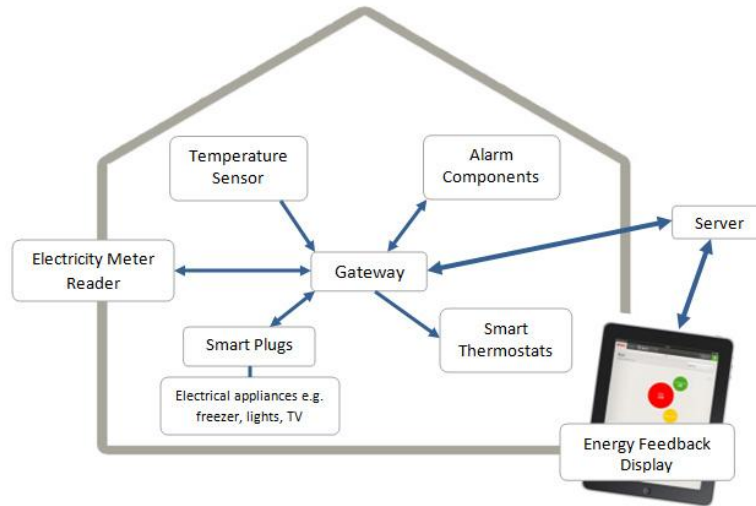 Temperature
Sensor
Alarm
Components
Server
Electricity Meter
Reader
Gateway
Smart Plugs
Smart
Thermostats
Electrical appliances e.g.
freezer, lights, TV
Energy Feedback
Display